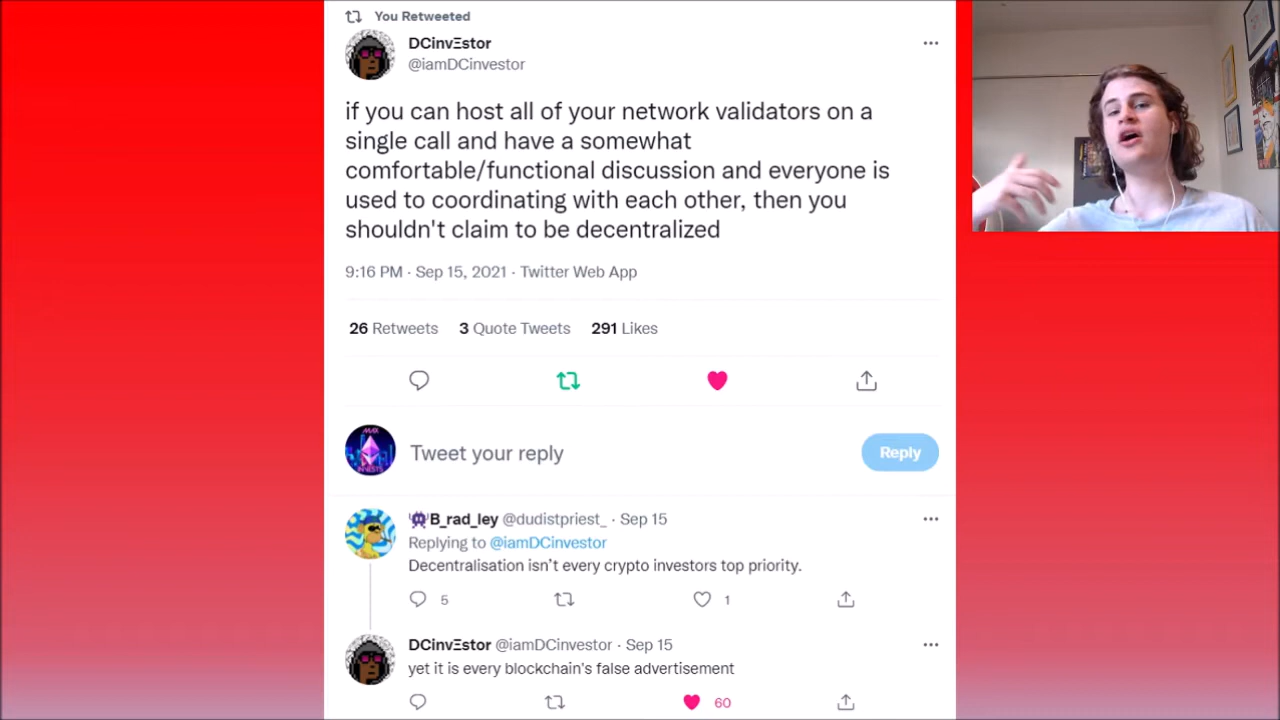 You Retweeted
DCinvΞstor
@iamDCinvestor
if you can host all of your network validators on a
single call and have a somewhat
comfortable/functional discussion and everyone is
used to coordinating with each other, then you
shouldn't claim to be decentralized
9:16 PM · Sep 15, 2021 · Twitter Web App
26 Retweets 3 Quote Tweets 291 Likes
MAX
INVESTS
Tweet your reply
Reply
B_rad_ley @dudistpriest_ · Sep 15
Replying to @iamDCinvestor
Decentralisation isn’t every crypto investors top priority.
5 1
DCinvΞstor @iamDCinvestor · Sep 15
yet it is every blockchain's false advertisement
60